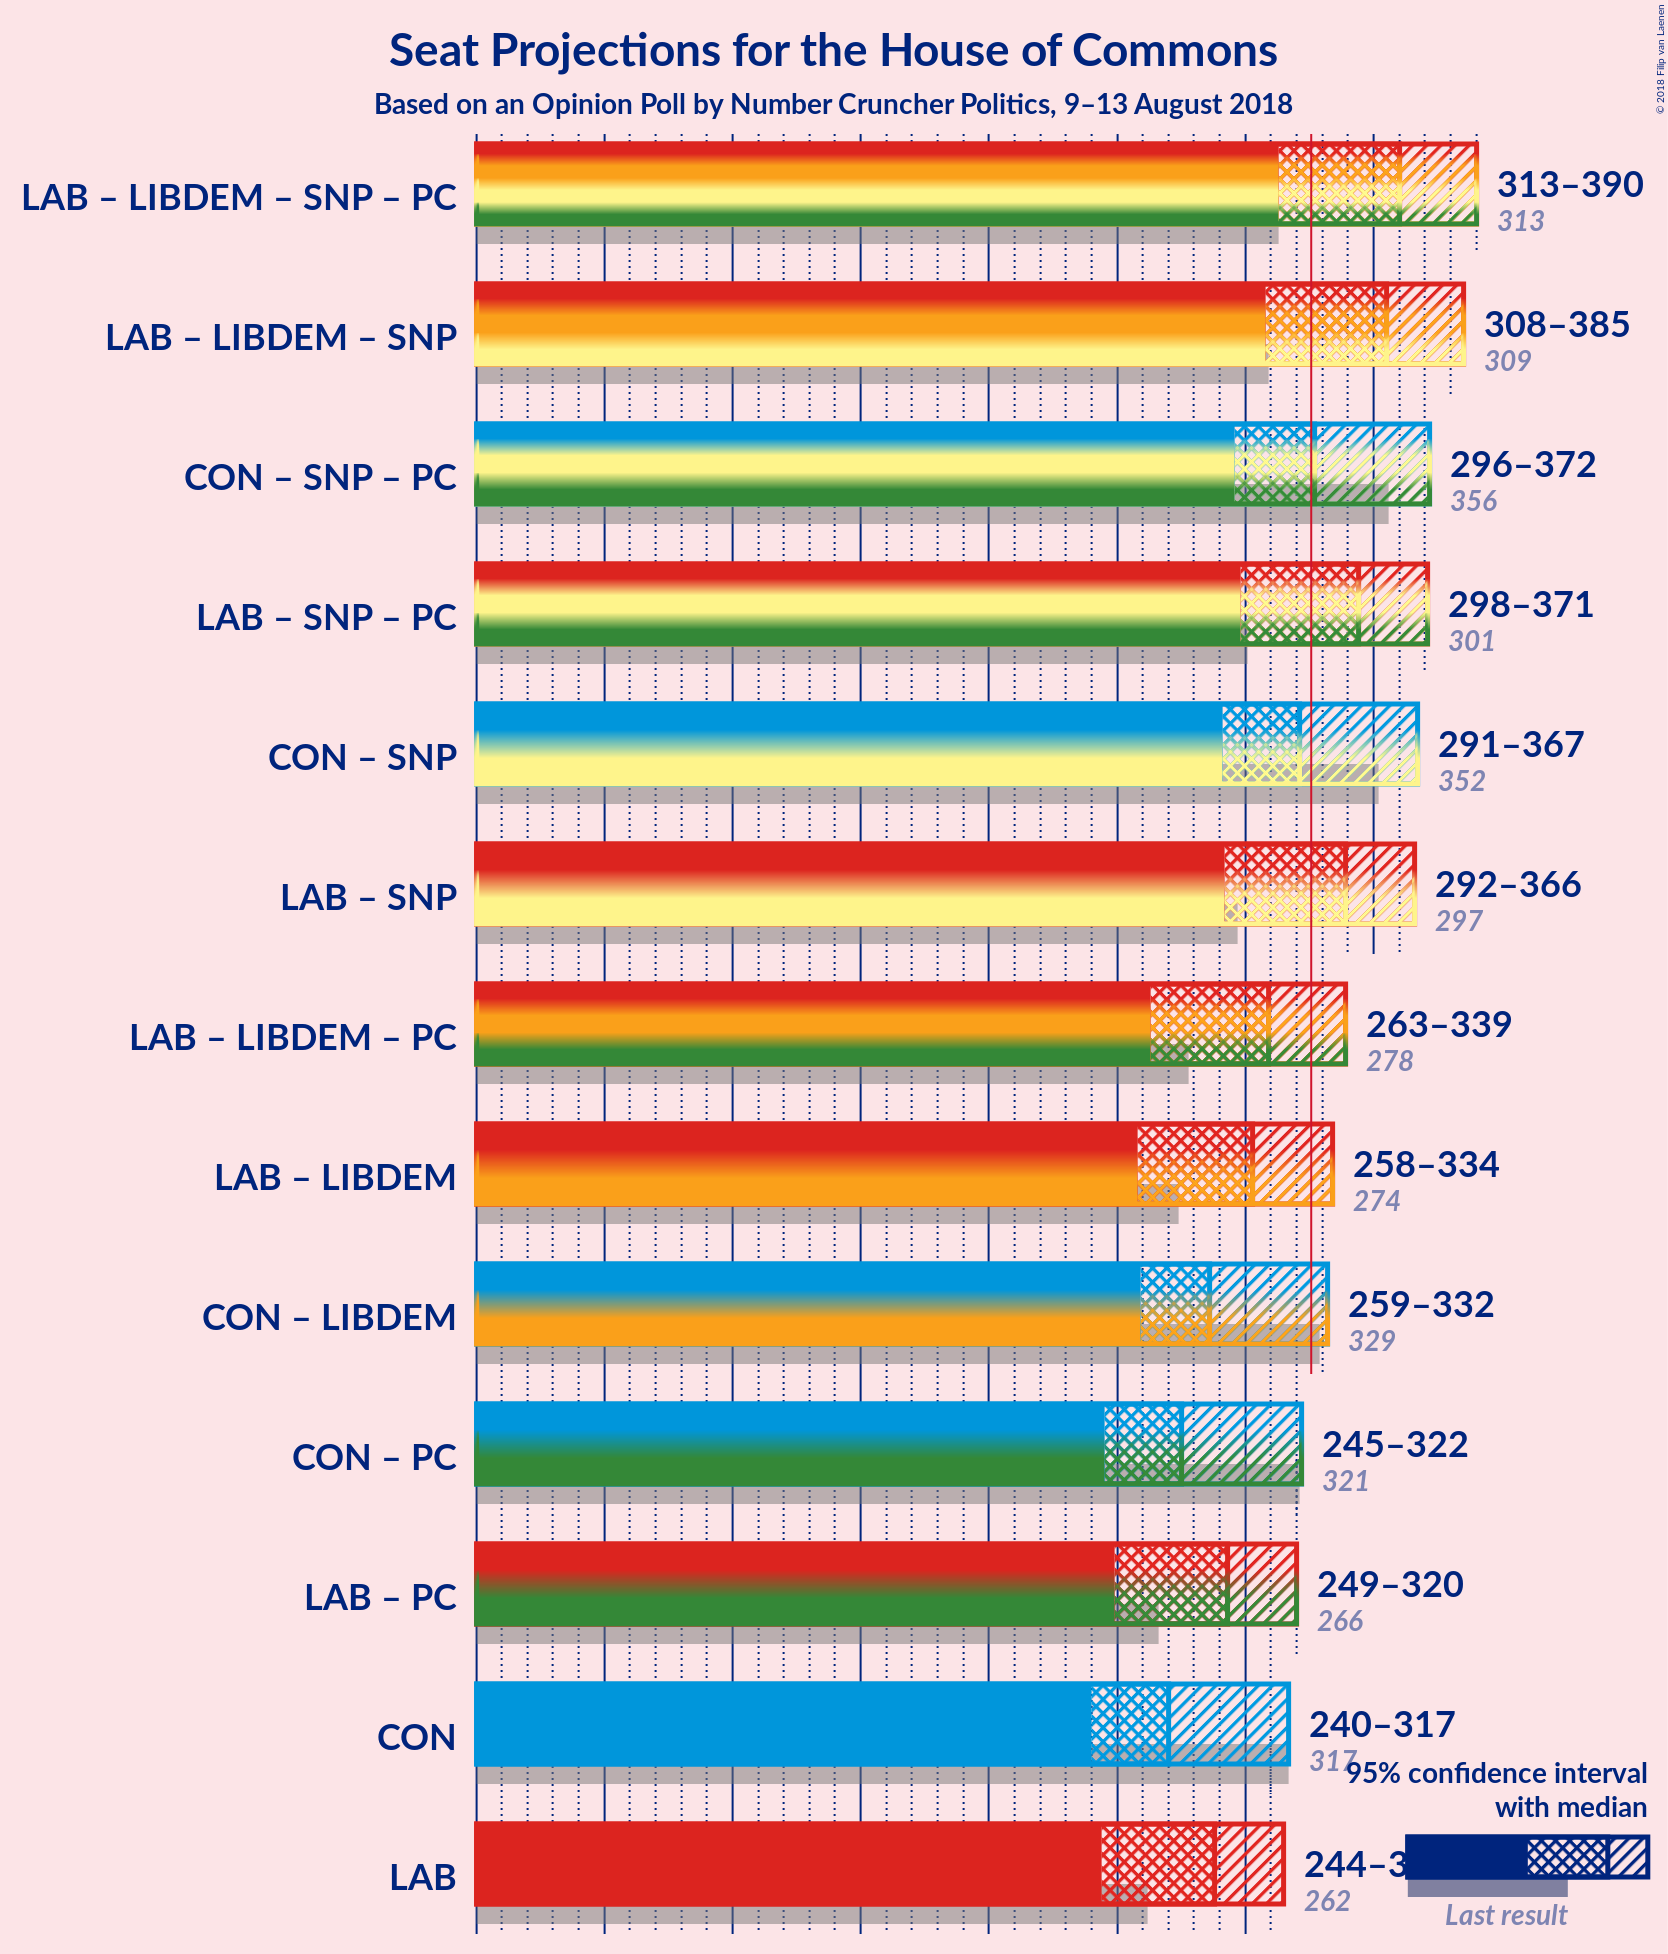 Seat Projections for the House of Commons
Based on an Opinion Poll by Number Cruncher Politics, 9–13 August 2018
© 2018 Filip van Laenen
LAB – LIBDEM – SNP – PC
313–390
313
LAB – LIBDEM – SNP
308–385
309
CON – SNP – PC
296–372
356
LAB – SNP – PC
298–371
301
CON – SNP
291–367
352
LAB – SNP
292–366
297
LAB – LIBDEM – PC
263–339
278
LAB – LIBDEM
258–334
274
CON – LIBDEM
259–332
329
CON – PC
245–322
321
LAB – PC
249–320
266
CON
240–317
317
95% confidence interval
with median
LAB
244–3
262
Last result